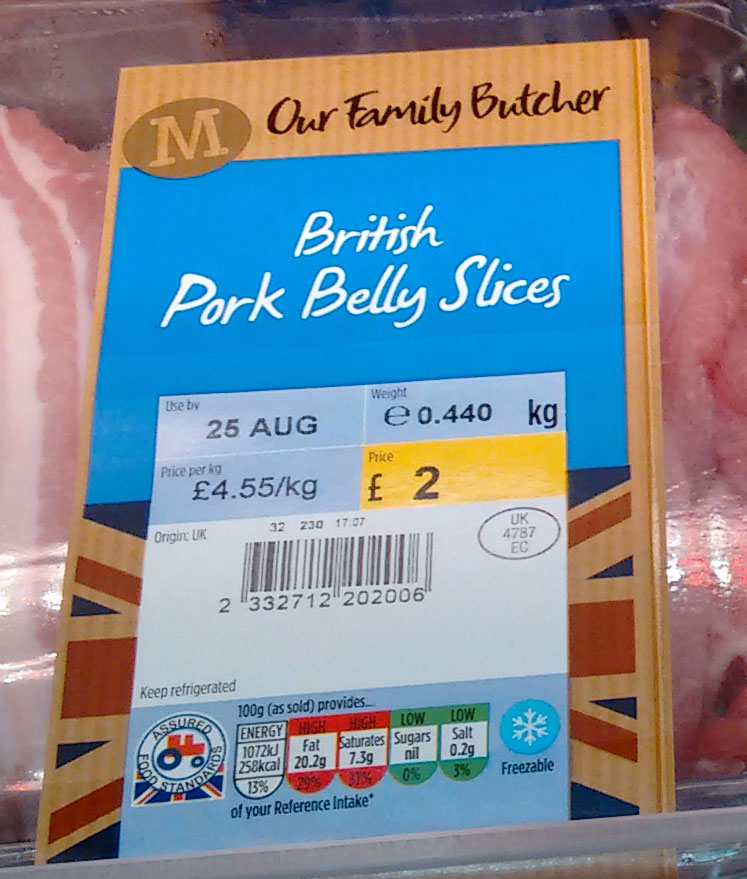 M
Our Family Butcher
British
Pork Belly Slices
Use by
25 AUG
Weight
e 0.440 kg
Price per kg
£4.55/kg
Price
£ 2
Origin: UK
32 230 17:07
UK
4787
EC
2 332712 202006
Keep refrigerated
100g (as sold) provides...
ENERGY
1072kJ
258kcal
13%
HIGH
Fat
20.2g
29%
HIGH
Saturates
7.3g
37%
LOW
Sugars
nil
0%
LOW
Salt
0.2g
3%
of your Reference Intake*
ASSURED
FOOD STANDARDS
Freezable